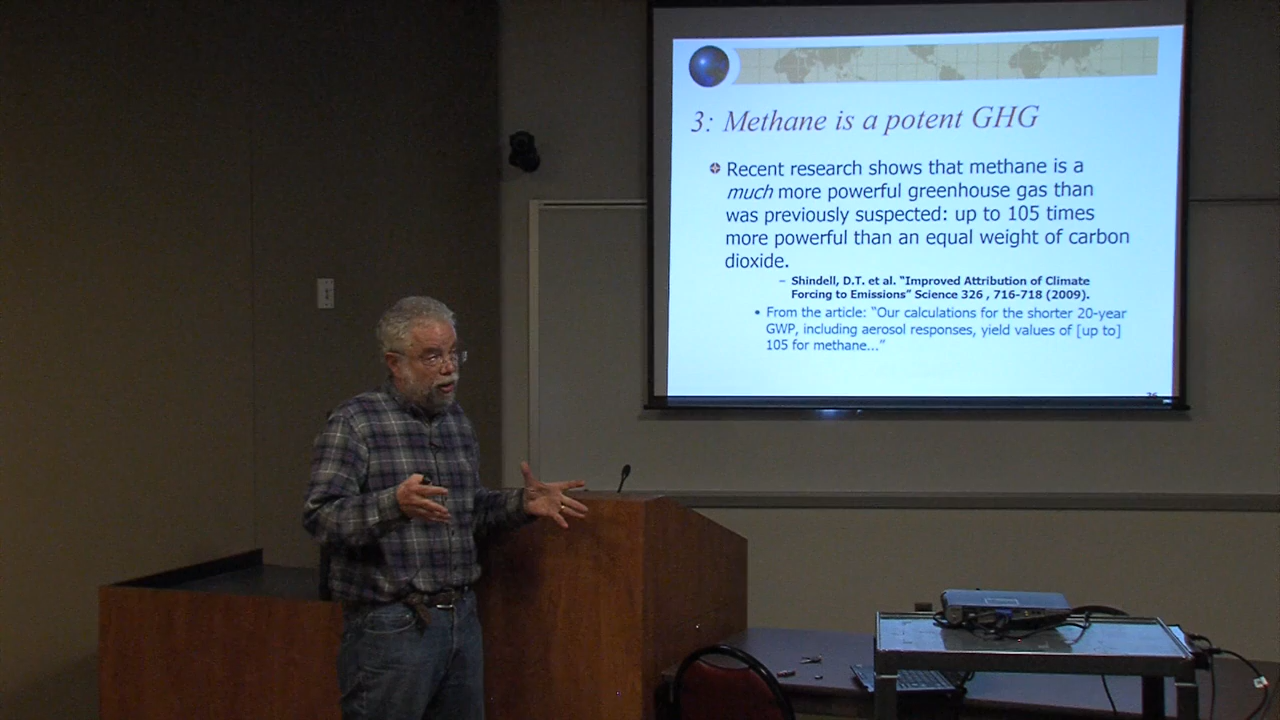 3: Methane is a potent GHG
Recent research shows that methane is a
much more powerful greenhouse gas than
was previously suspected: up to 105 times
more powerful than an equal weight of carbon
dioxide.
– Shindell, D.T. et al. "Improved Attribution of Climate
Forcing to Emissions" Science 326 , 716-718 (2009).
• From the article: "Our calculations for the shorter 20-year
GWP, including aerosol responses, yield values of [up to]
105 for methane..."